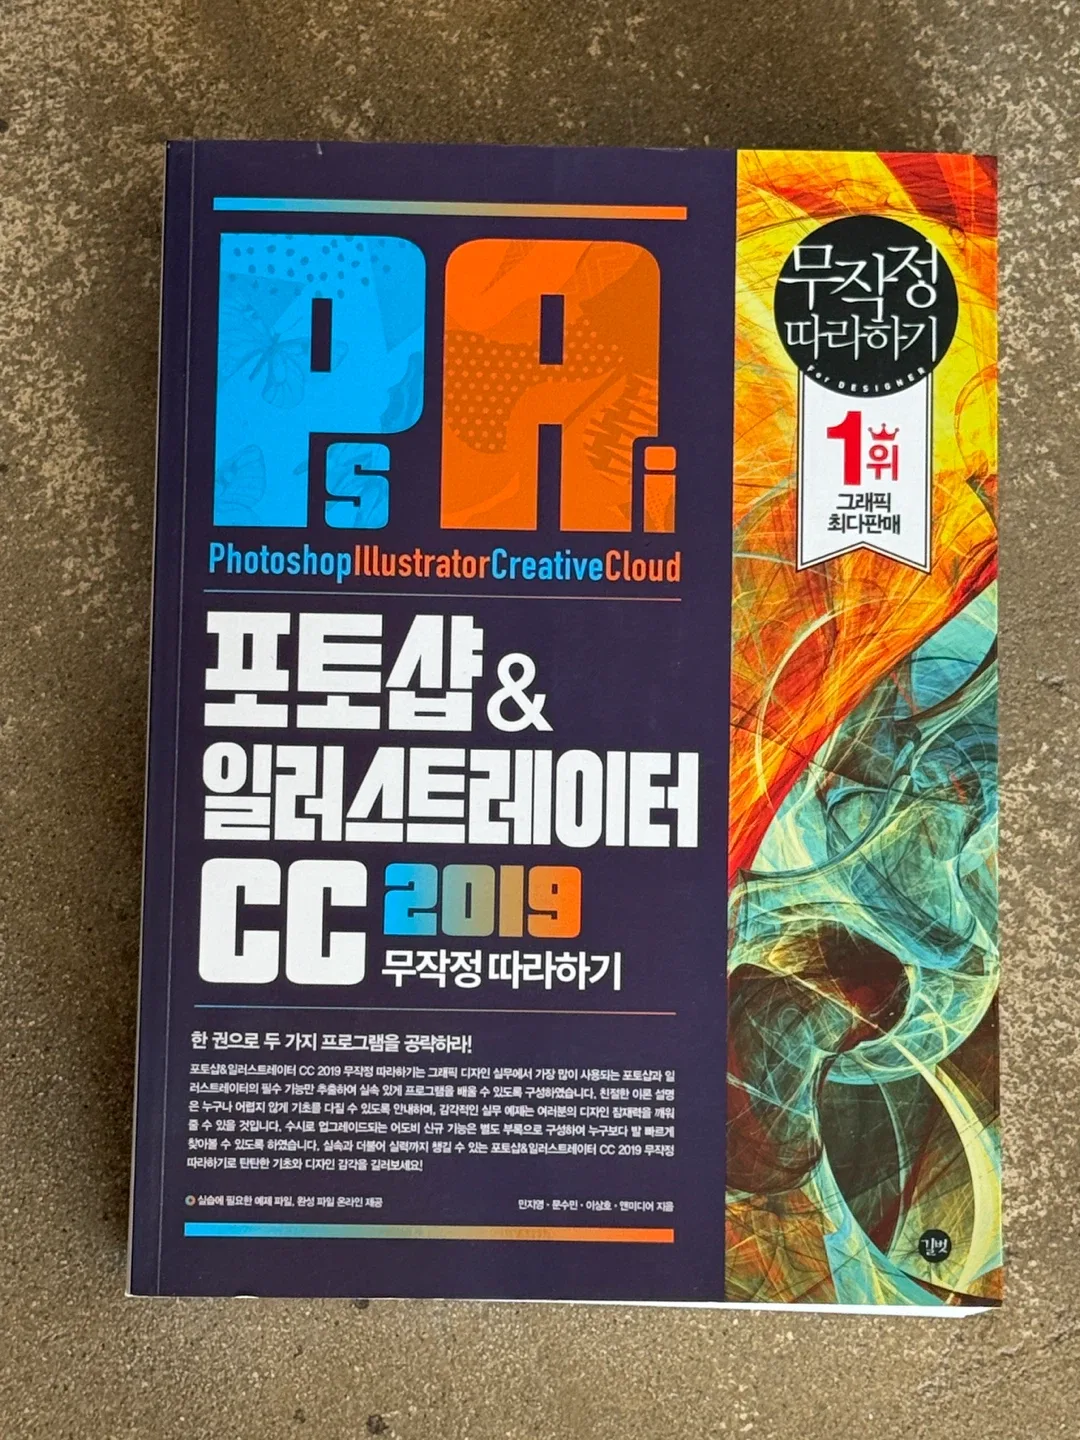 Ps Ai
PhotoshopIllustratorCreativeCloud
포토샵&
일러스트레이터
CC 2019
무작정 따라하기
한 권으로 두 가지 프로그램을 공략하라!
포토샵&일러스트레이터 CC 2019 무작정 따라하기는 그래픽 디자인 실무에서 가장 많이 사용되는 포토샵과 일
러스트레이터의 필수 기능만 추출하여 실속 있게 프로그램을 배울 수 있도록 구성하였습니다. 친절한 이론 설명
은 누구나 어렵지 않게 기초를 다질 수 있도록 안내하며, 감각적인 실무 예제는 여러분의 디자인 잠재력을 깨워
줄 수 있을 것입니다. 수시로 업그레이드되는 어도비 신규 기능은 별도 부록으로 구성하여 누구보다 발 빠르게
찾아볼 수 있도록 하였습니다. 실속과 더불어 실력까지 챙길 수 있는 포토샵&일러스트레이터 CC 2019 무작정
따라하기로 탄탄한 기초와 디자인 감각을 길러보세요!
실습에 필요한 예제 파일, 완성 파일 온라인 제공
민지영 · 문수민 · 이상호 · 앤미디어 지음
무작정
따라하기
For DESIGNER
1위
그래픽
최다판매
길벗